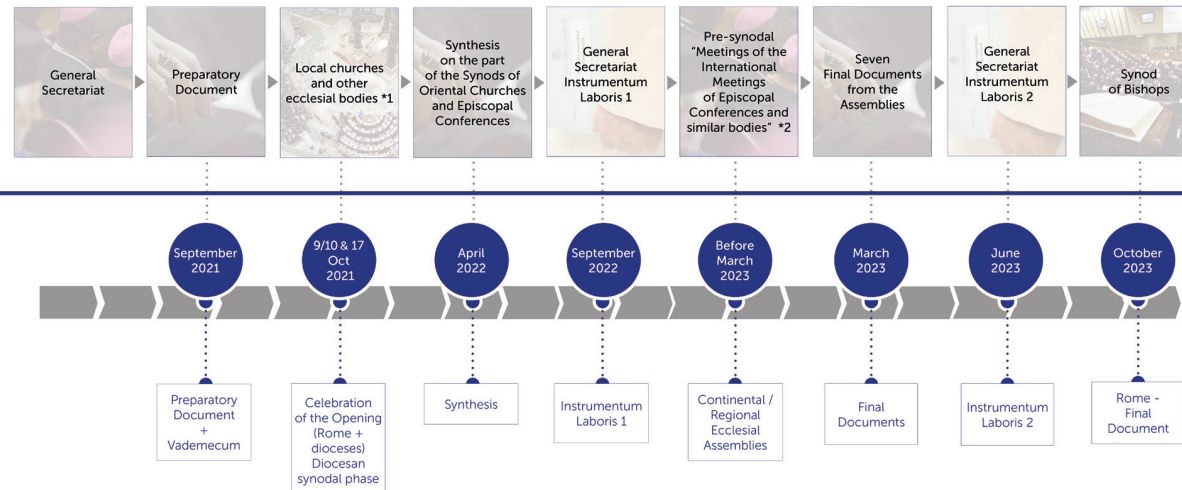 General
Secretariat
Preparatory
Document
Local churches
and other
ecclesial bodies *1
Synthesis
on the part
of the Synods of
Oriental Churches
and Episcopal
Conferences
General
Secretariat
Instrumentum
Laboris 1
Pre-synodal
“Meetings of the
International
Meetings
of Episcopal
Conferences and
similar bodies” *2
Seven
Final Documents
from the
Assemblies
General
Secretariat
Instrumentum
Laboris 2
Synod
of Bishops
September
2021
9/10 & 17
Oct
2021
April
2022
September
2022
Before
March
2023
March
2023
June
2023
October
2023
Preparatory
Document
+
Vademecum
Celebration
of the Opening
(Rome +
dioceses)
Diocesan
synodal phase
Synthesis
Instrumentum
Laboris 1
Continental /
Regional
Ecclesial
Assemblies
Final
Documents
Instrumentum
Laboris 2
Rome -
Final
Document